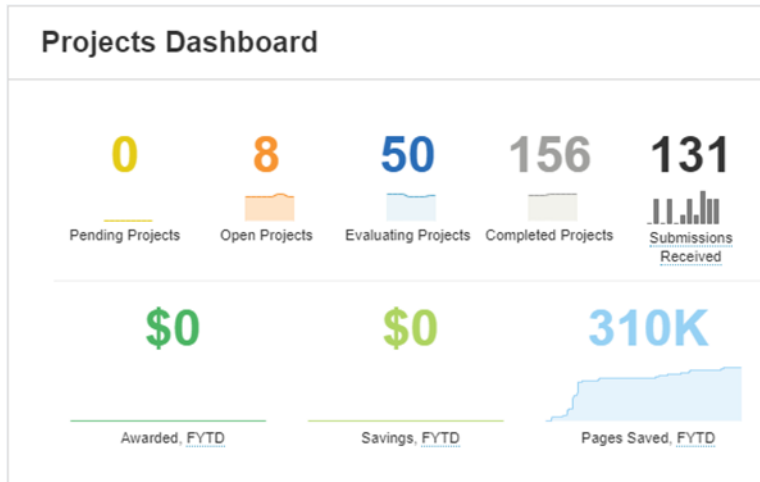 Projects Dashboard
0
8
50
156
131
Pending Projects
Open Projects
Evaluating Projects
Completed Projects
Submissions
Received
$0
$0
310K
Awarded, FYTD
Savings, FYTD
Pages Saved, FYTD